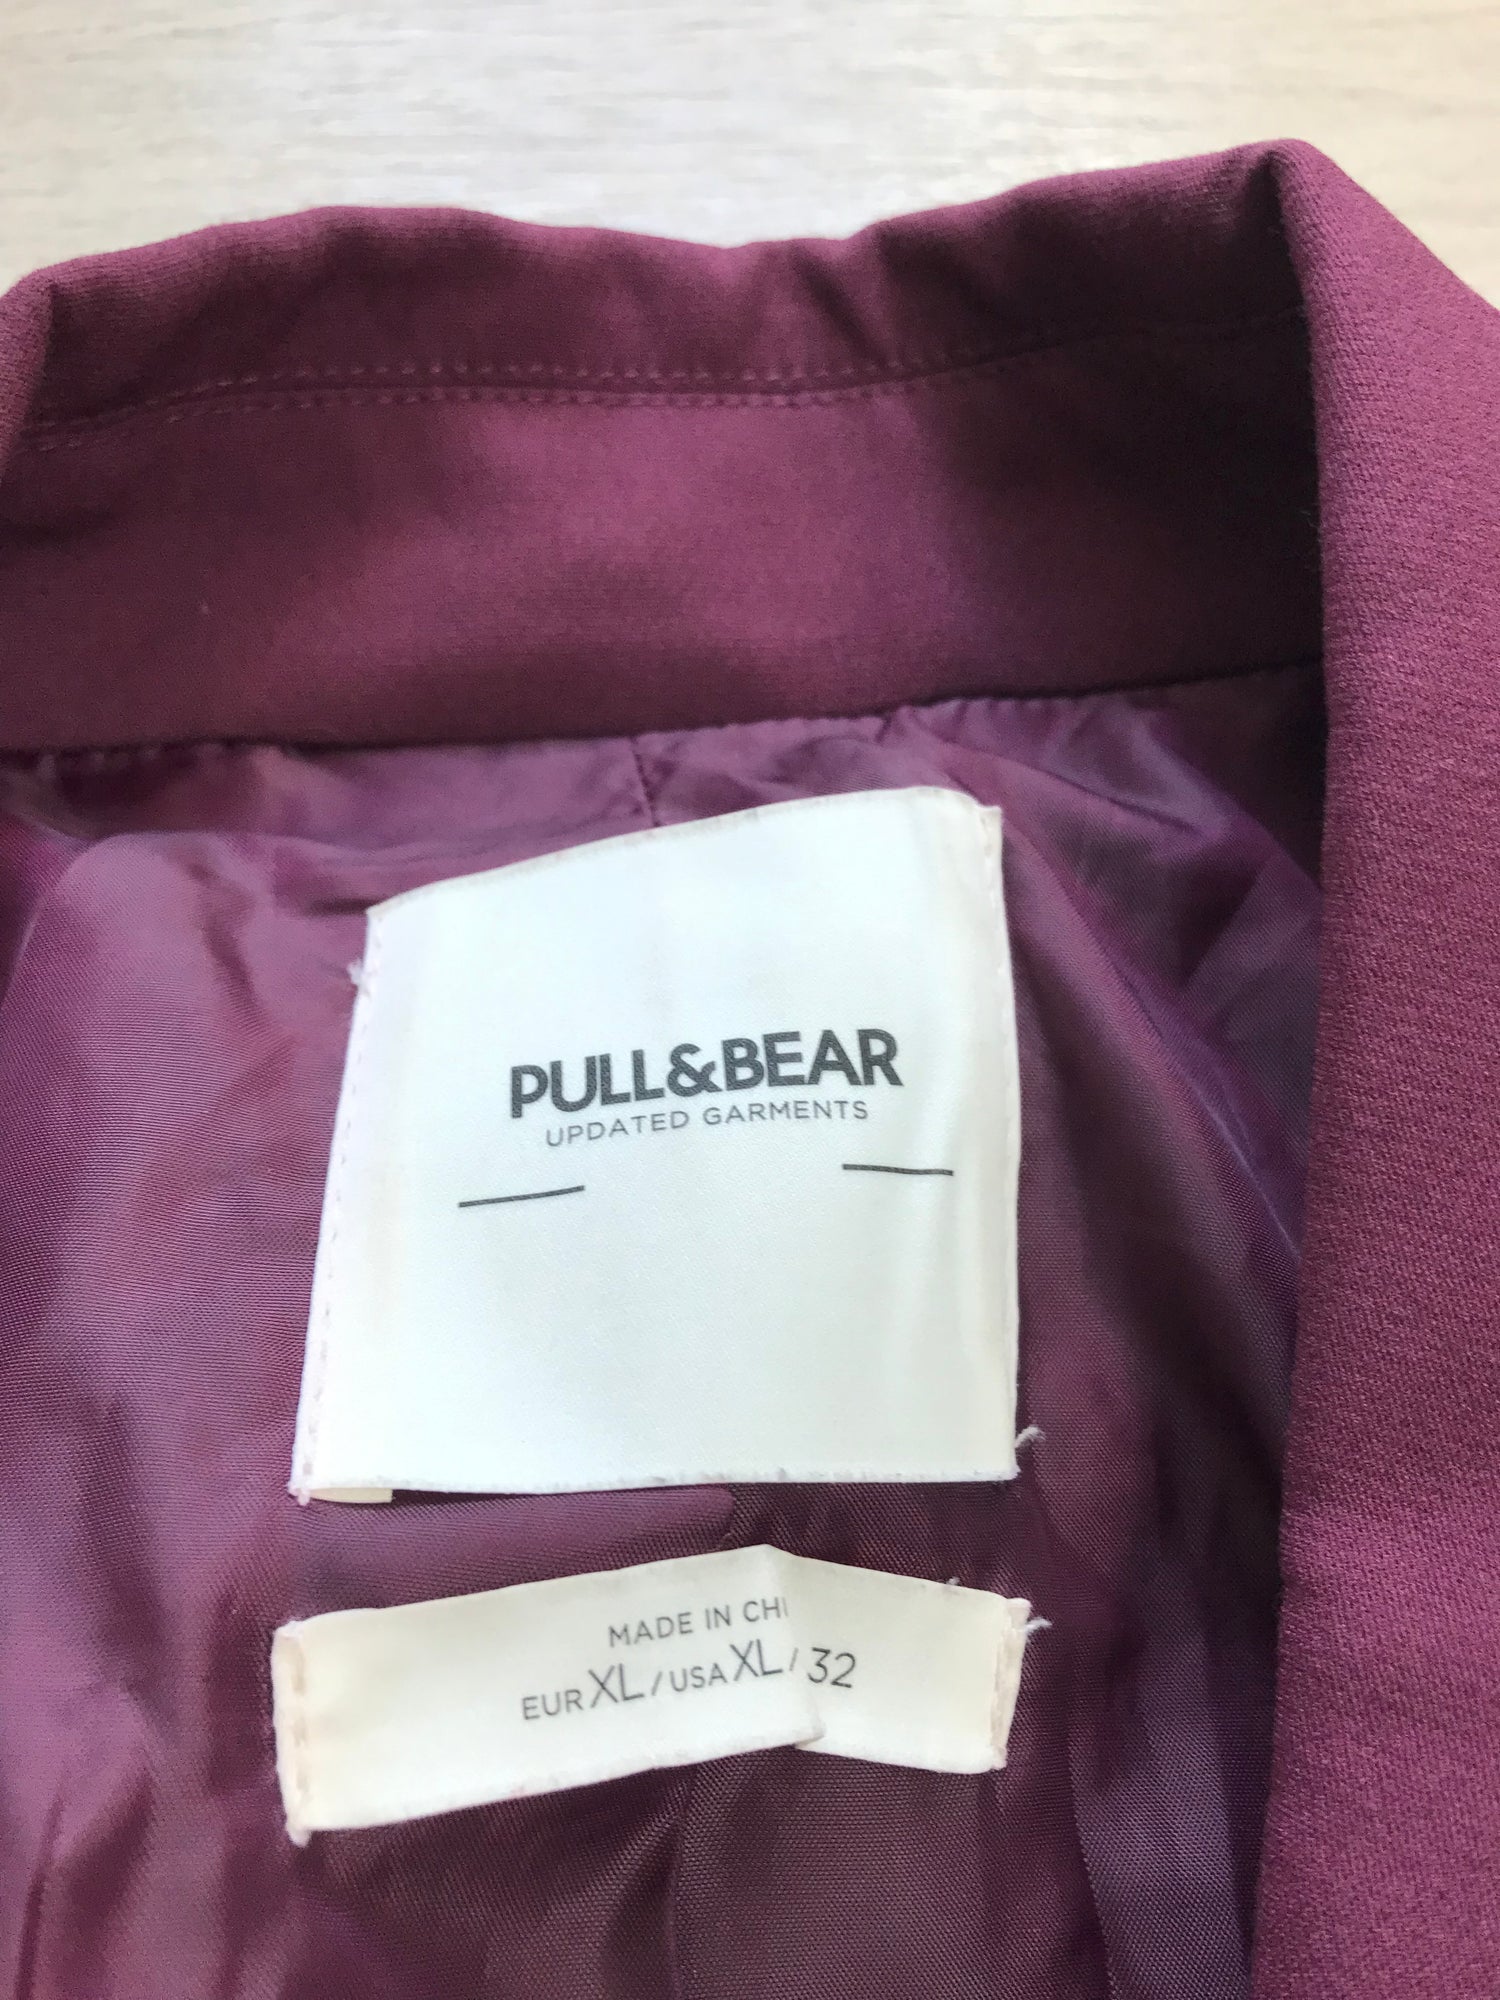 PULL&BEAR
UPDATED GARMENTS
MADE IN CHI
EUR XL / USA XL / 32